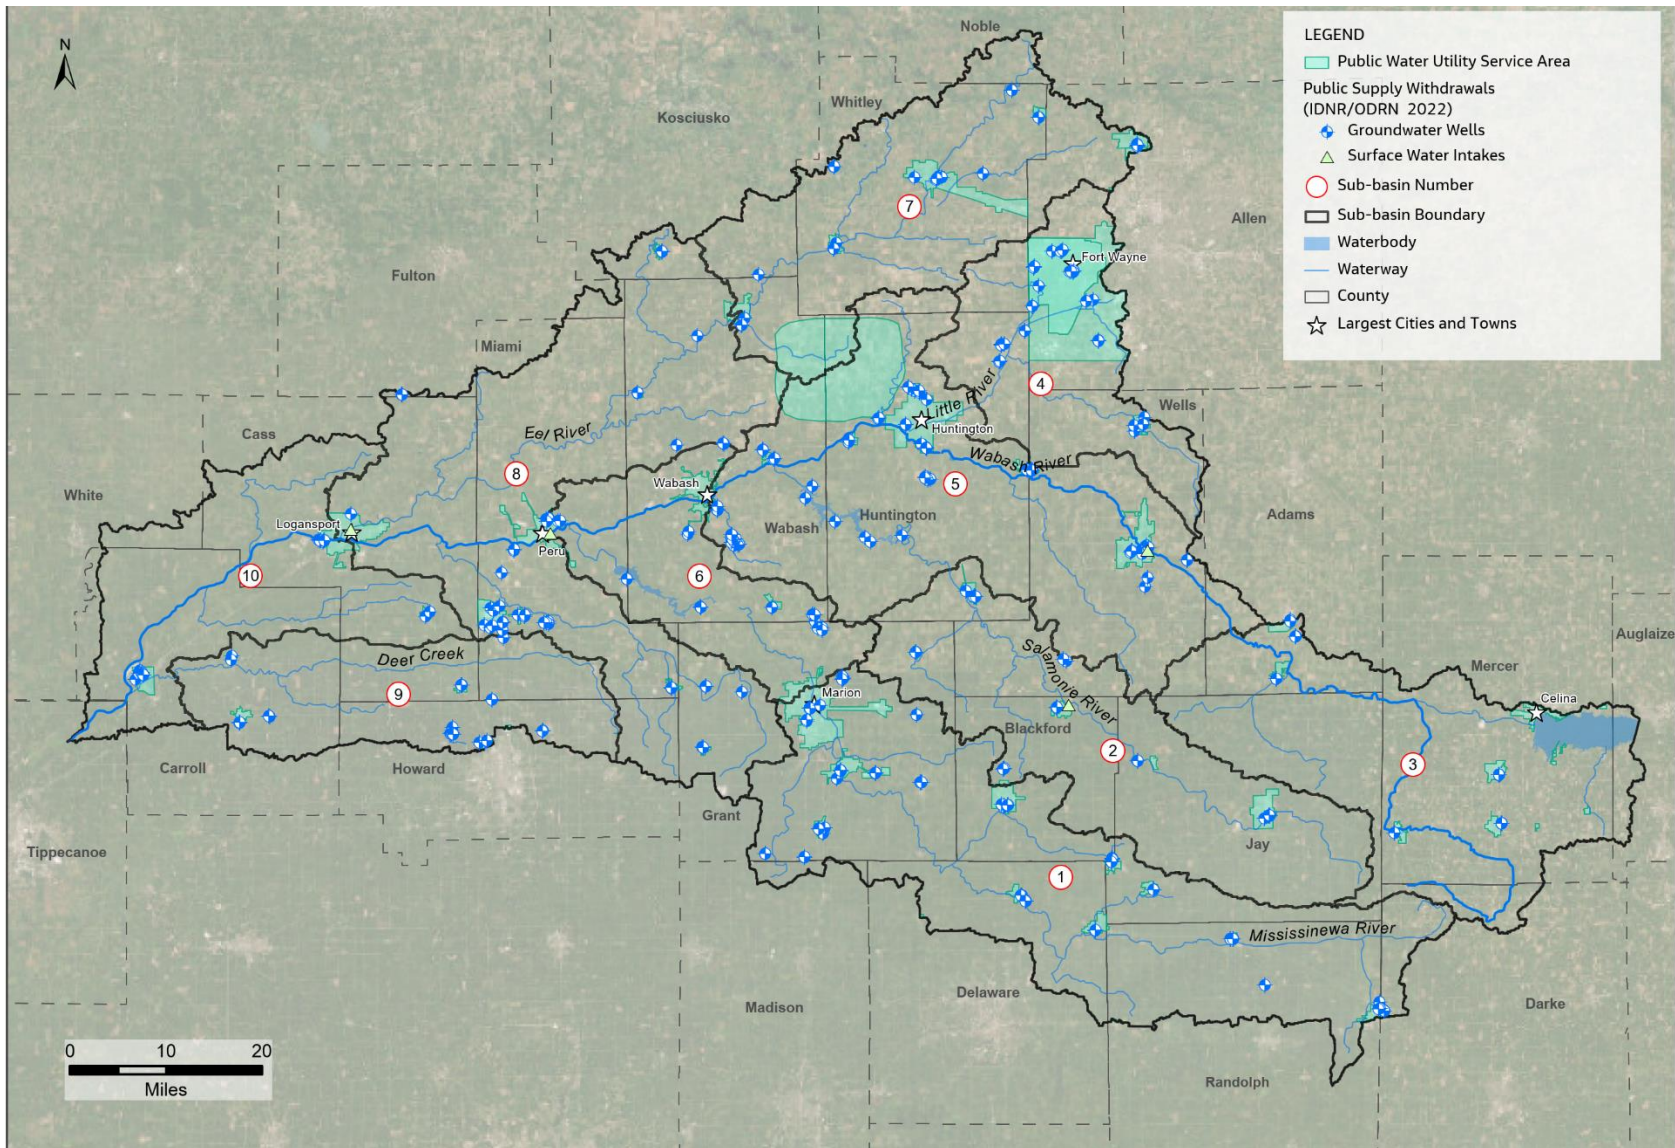 N
Noble
Whitley
Kosciusko
Allen
Fulton
Miami
Cass
White
Wells
Adams
Wabash
Huntington
Auglaize
Mercer
Blackford
Carroll
Howard
Grant
Tippecanoe
Jay
Madison
Delaware
Darke
Randolph
Fort Wayne
Little River
Huntington
Eel River
Wabash River
Wabash
Logansport
Peru
Deer Creek
Salamonie River
Marion
Celina
Mississinewa River
7
4
8
5
10
6
9
2
3
1
LEGEND
Public Water Utility Service Area
Public Supply Withdrawals
(IDNR/ODRN 2022)
Groundwater Wells
Surface Water Intakes
Sub-basin Number
Sub-basin Boundary
Waterbody
Waterway
County
Largest Cities and Towns
0 10 20
Miles